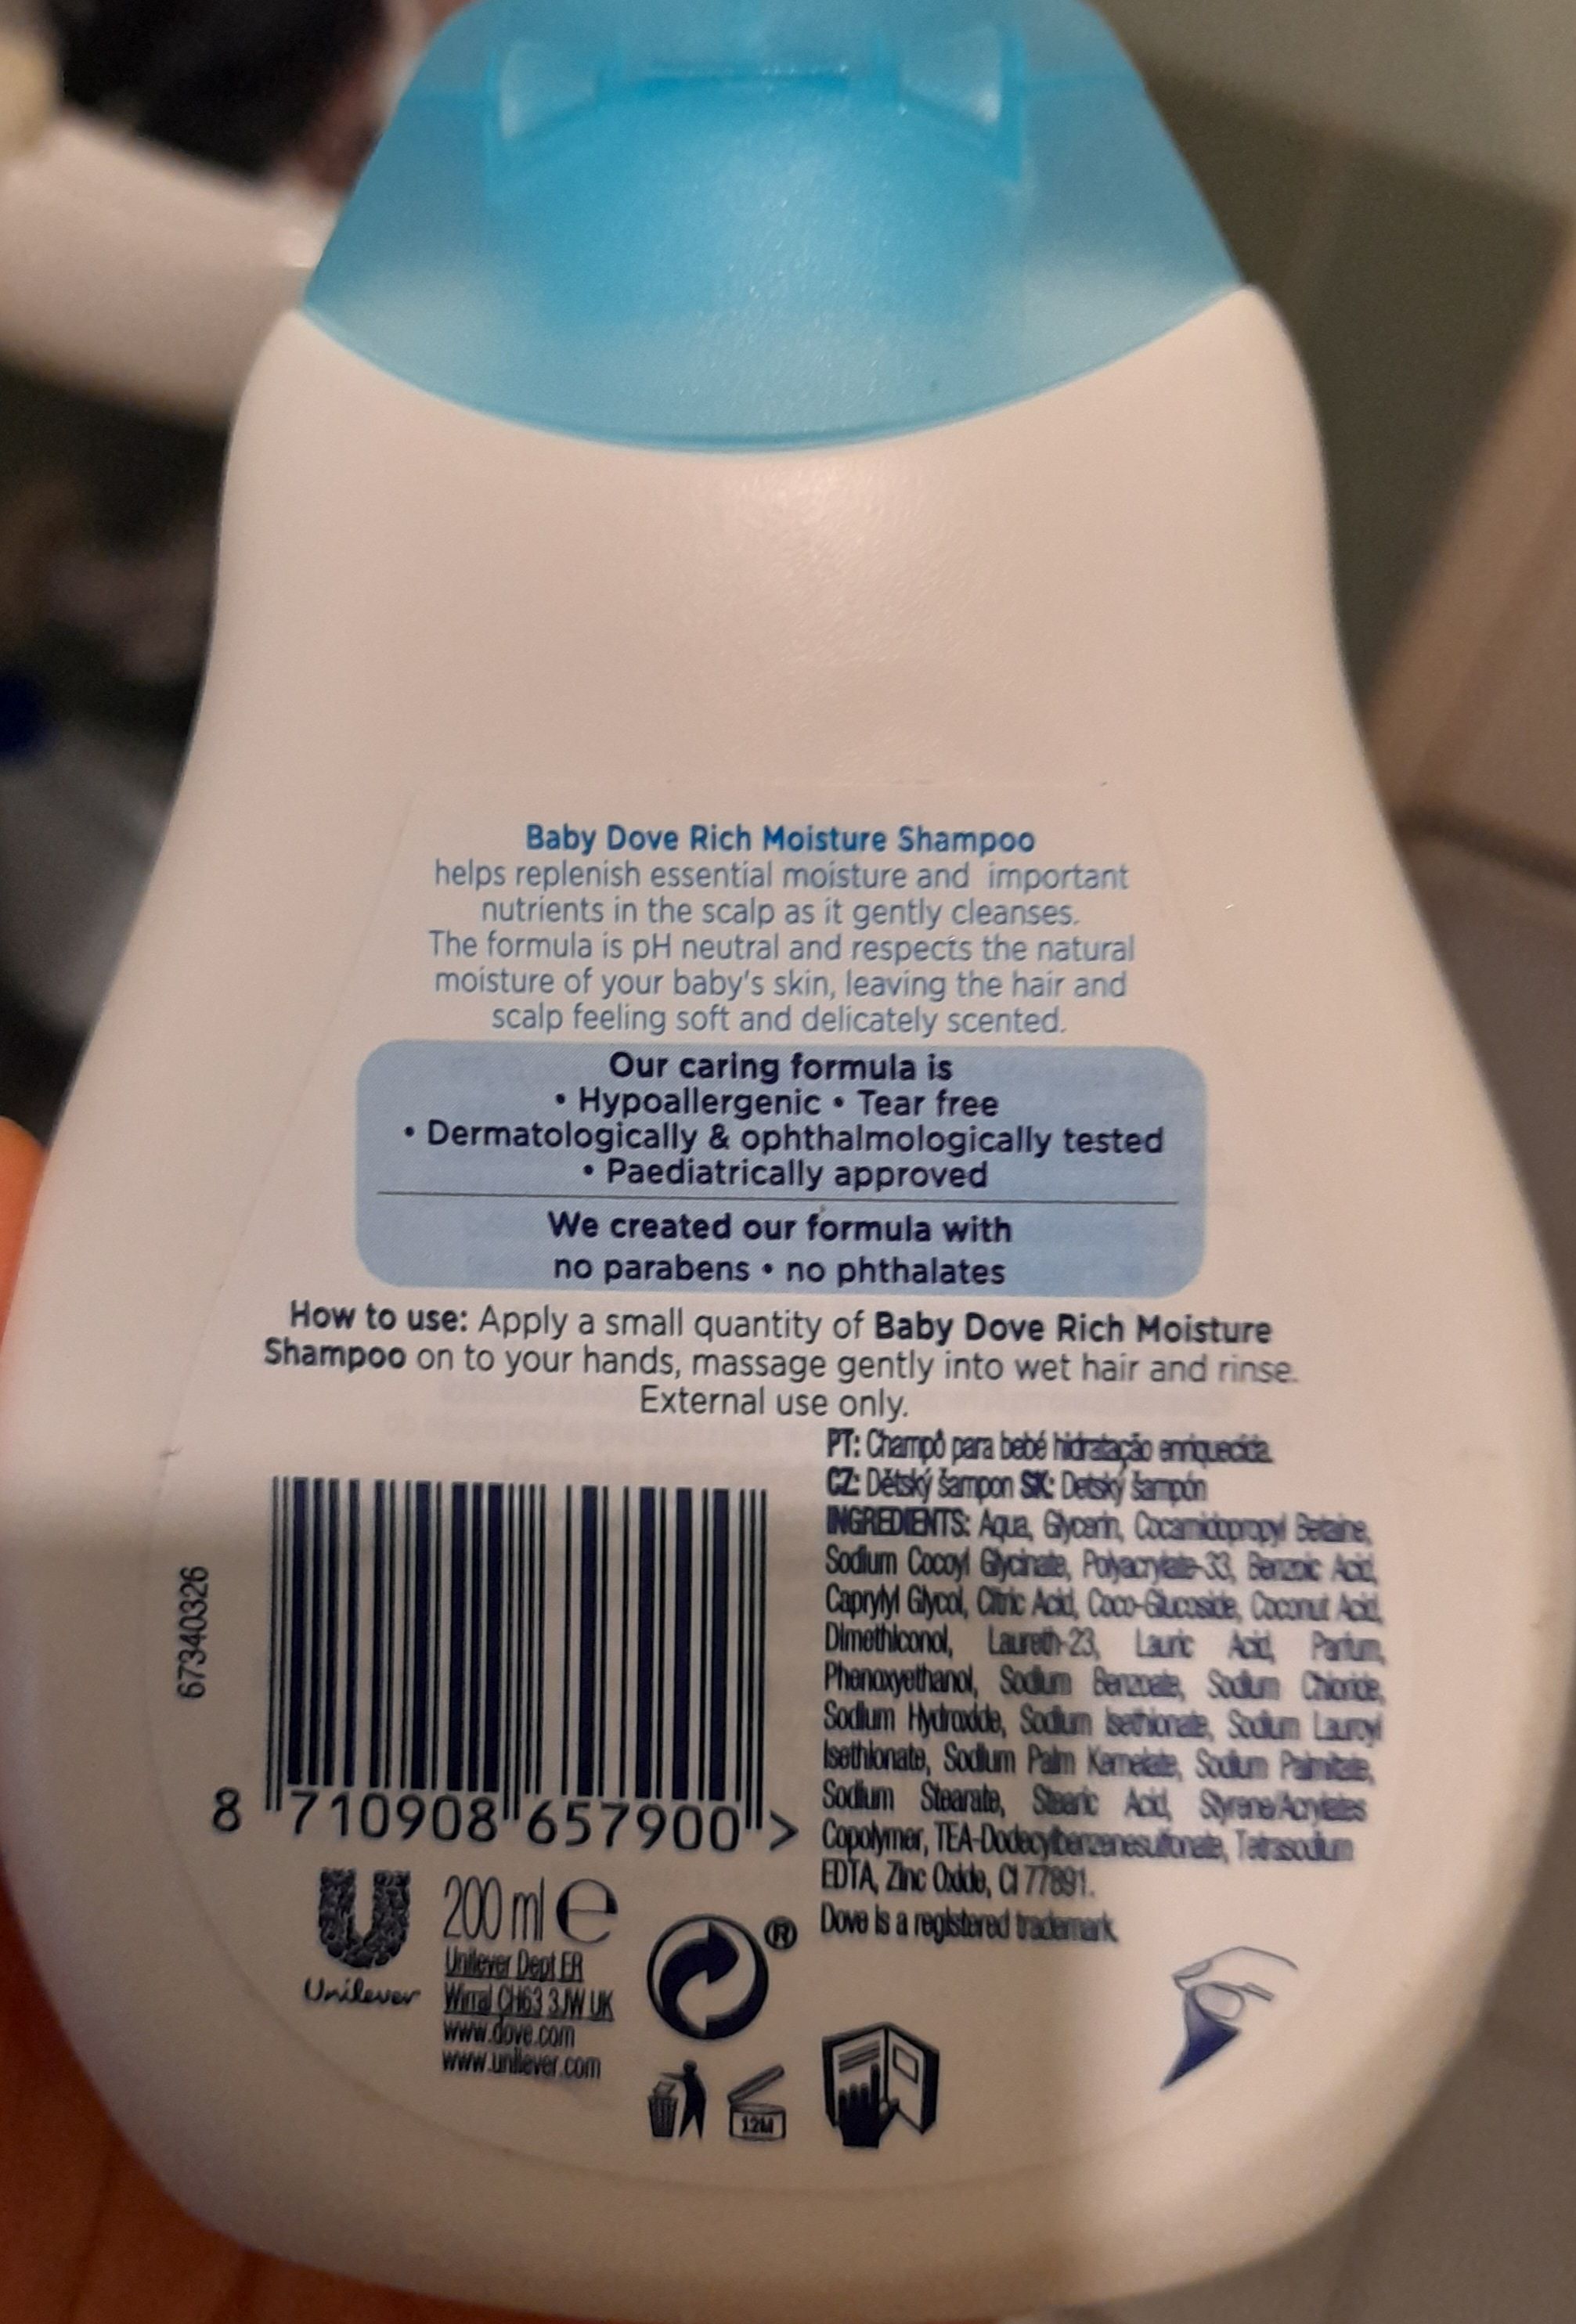 Baby Dove Rich Moisture Shampoo
helps replenish essential moisture and important
nutrients in the scalp as it gently cleanses.
The formula is pH neutral and respects the natural
moisture of your baby's skin, leaving the hair and
scalp feeling soft and delicately scented.
Our caring formula is
• Hypoallergenic • Tear free
• Dermatologically & ophthalmologically tested
• Paediatrically approved
We created our formula with
no parabens • no phthalates
How to use: Apply a small quantity of Baby Dove Rich Moisture
Shampoo on to your hands, massage gently into wet hair and rinse.
External use only.
PT: Champô para bebé hidratação enriquecida.
CZ: Dětský šampon SK: Detský šampón
INGREDIENTS: Aqua, Glycerin, Cocamidopropyl Betaine,
Sodium Cocoyl Glycinate, Polyacrylate-33, Benzoic Acid,
Caprylyl Glycol, Citric Acid, Coco-Glucoside, Coconut Acid,
Dimethiconol, Laureth-23, Lauric Acid, Parfum,
Phenoxyethanol, Sodium Benzoate, Sodium Chloride,
Sodium Hydroxide, Sodium Isethionate, Sodium Lauroyl
Isethionate, Sodium Palm Kernelate, Sodium Palmitate,
Sodium Stearate, Stearic Acid, Styrene/Acrylates
Copolymer, TEA-Dodecylbenzenesulfonate, Tetrasodium
EDTA, Zinc Oxide, CI 77891.
Dove is a registered trademark.
67340326
8 710908 657900 >
Unilever
200 ml e
Unilever Dept ER
Wirral CH63 3JW UK
www.dove.com
www.unilever.com
®
12M